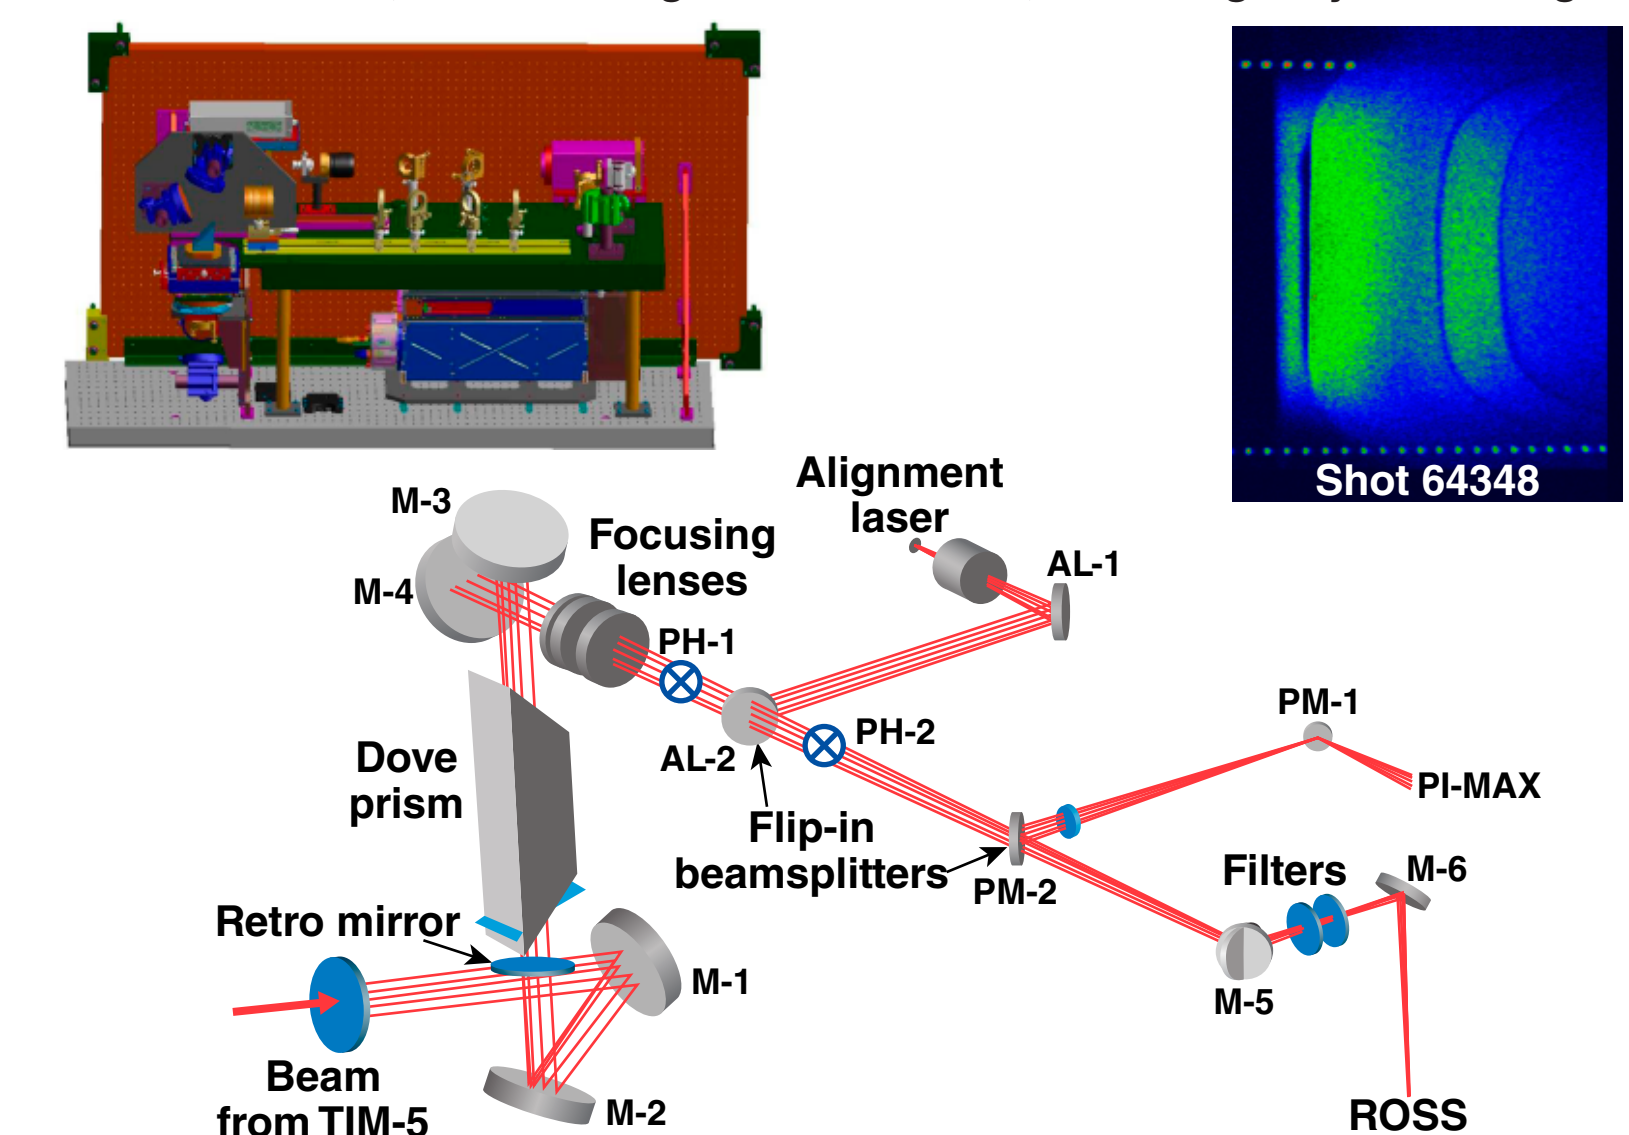 Shot 64348
Alignment
laser
M-3
Focusing
lenses
AL-1
M-4
PH-1
PM-1
PH-2
Dove
prism
AL-2
PI-MAX
Flip-in
beamsplitters
PM-2
Filters
M-6
Retro mirror
M-1
M-5
Beam
from TIM-5
M-2
ROSS